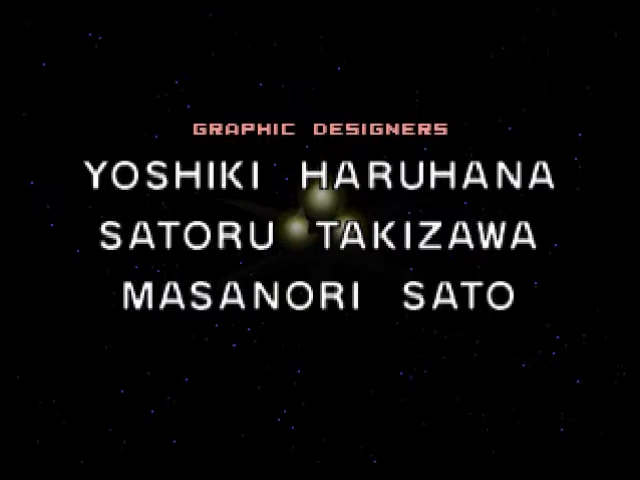 GRAPHIC DESIGNERS
YOSHIKI HARUHANA
SATORU TAKIZAWA
MASANORI SATO